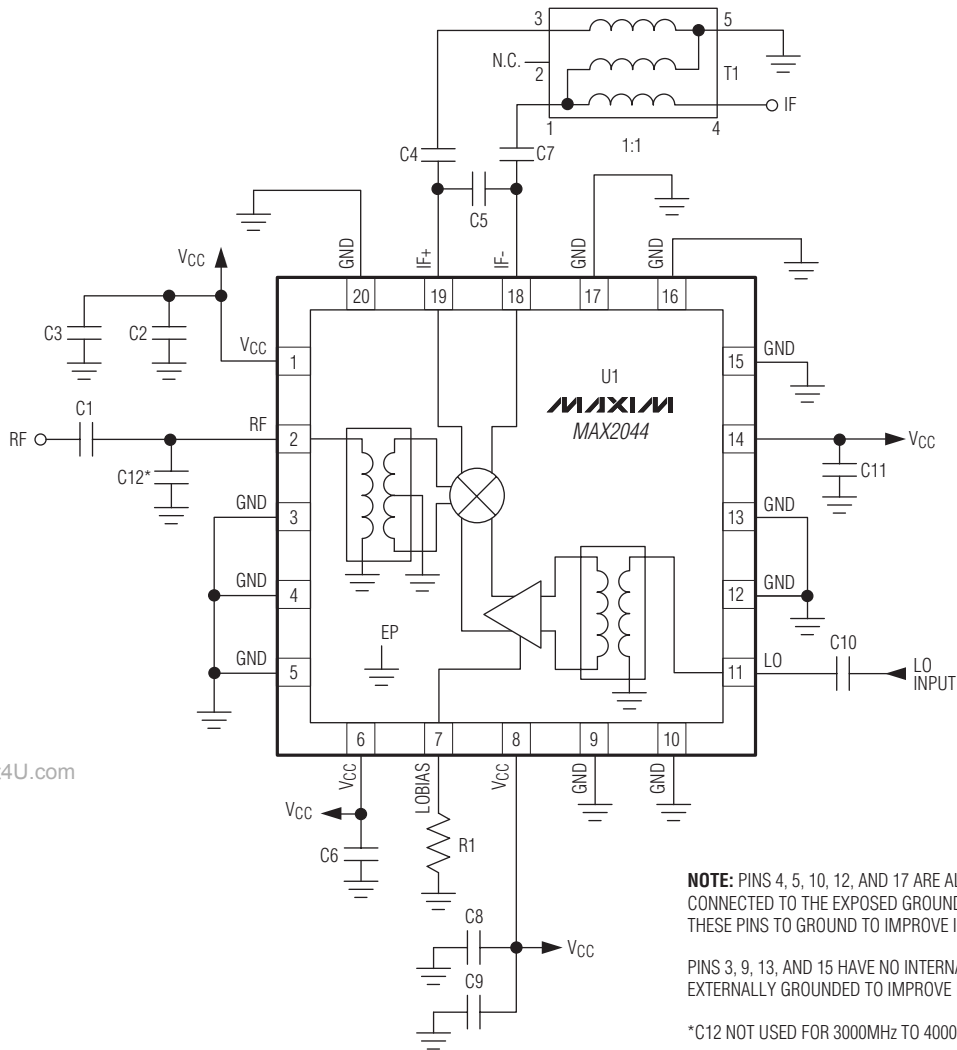 3
5
N.C.
2
T1
IF
1
4
1:1
C4
C7
C5
GND
IF+
IF-
GND
GND
VCC
20
19
18
17
16
C3
C2
VCC
1
15
GND
U1
MAXIM
MAX2044
C1
RF
RF
2
14
VCC
C12*
C11
GND
3
13
GND
GND
4
12
GND
EP
C10
GND
5
11
LO
LO
INPUT
6
7
8
9
10
4U.com
VCC
LOBIAS
VCC
GND
GND
VCC
C6
R1
C8
VCC
C9
NOTE: PINS 4, 5, 10, 12, AND 17 ARE
CONNECTED TO THE EXPOSED
THESE PINS TO GROUND TO IMPROVE
PINS 3, 9, 13, AND 15 HAVE NO
EXTERNALLY GROUNDED TO IMPROVE
*C12 NOT USED FOR 3000MHz TO 4000